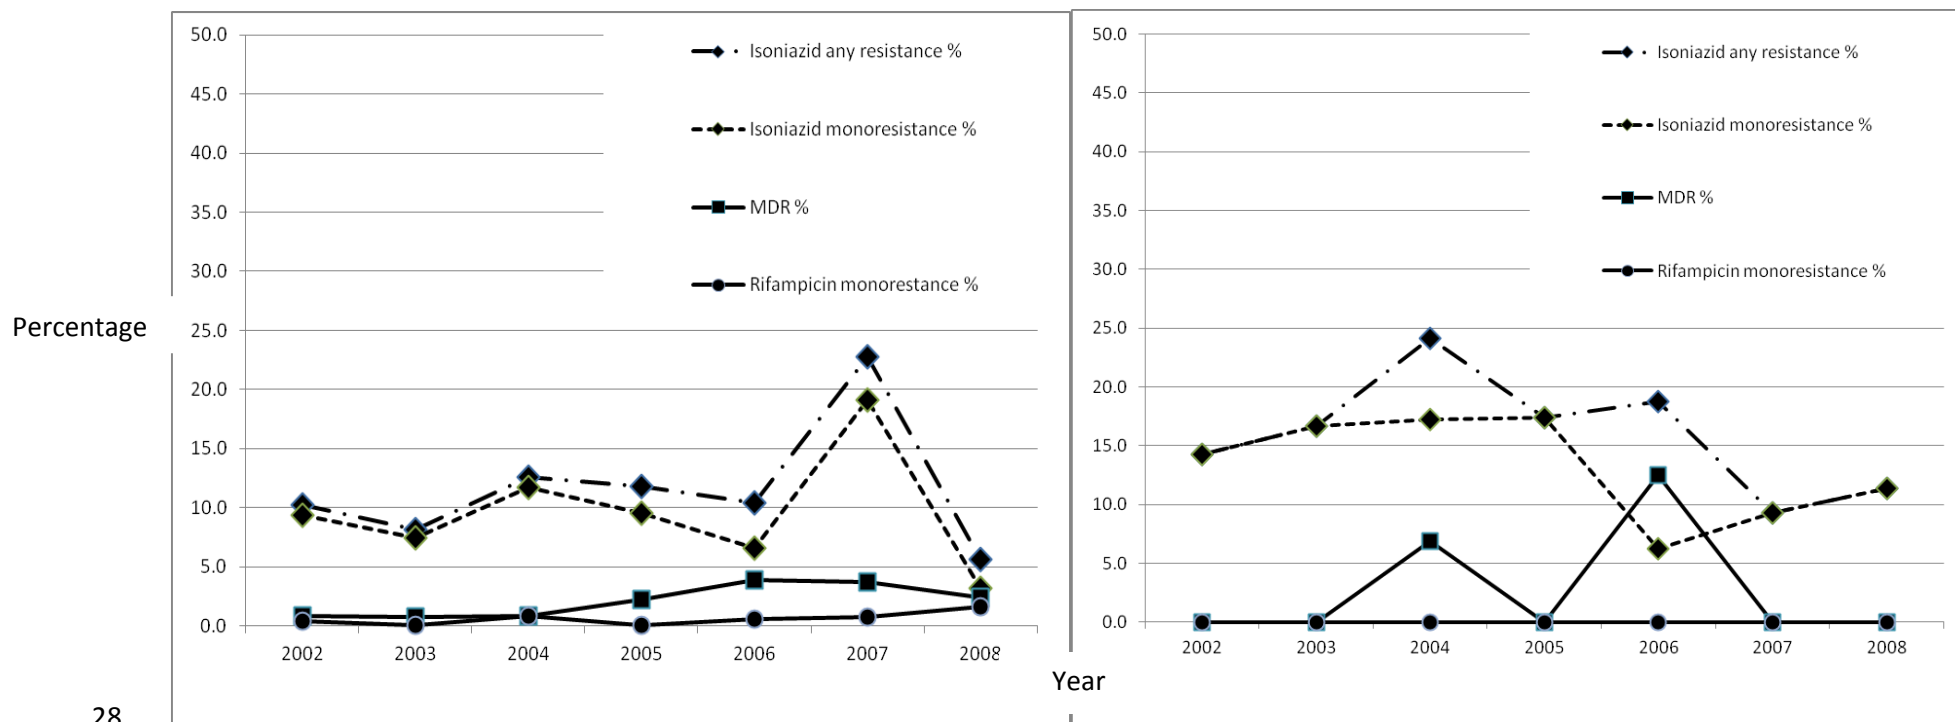 50.0
45.0
40.0
35.0
30.0
25.0
20.0
15.0
10.0
5.0
0.0
Isoniazid any resistance %
Isoniazid monoresistance %
MDR %
Rifampicin monorestance %
2002 2003 2004 2005 2006 2007 2008
50.0
45.0
40.0
35.0
30.0
25.0
20.0
15.0
10.0
5.0
0.0
Isoniazid any resistance %
Isoniazid monoresistance %
MDR %
Rifampicin monoresistance %
2002 2003 2004 2005 2006 2007 2008
Percentage
Year
28